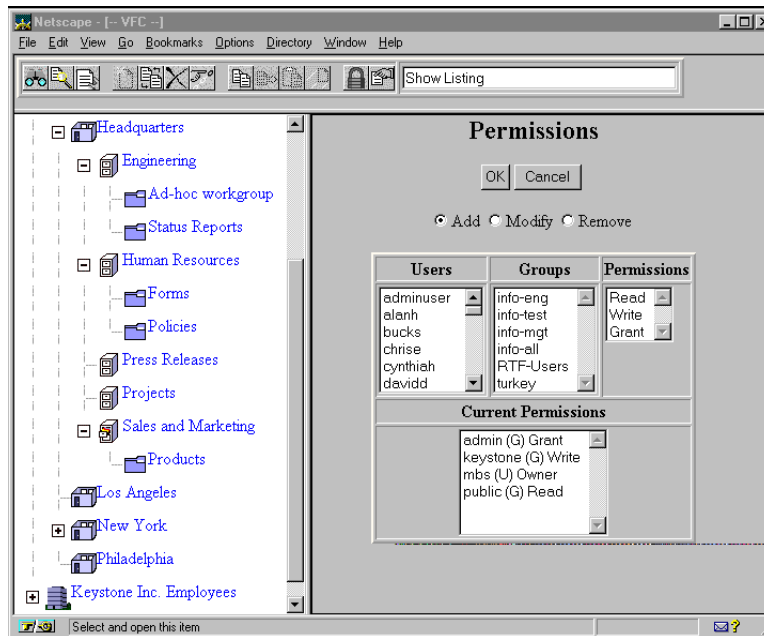 Netscape - [-- VFC --]
File Edit View Go Bookmarks Options Directory Window Help
Show Listing
Headquarters
Engineering
Ad-hoc workgroup
Status Reports
Human Resources
Forms
Policies
Press Releases
Projects
Sales and Marketing
Products
Los Angeles
New York
Philadelphia
Keystone Inc. Employees
Permissions
OK Cancel
Add Modify Remove
Users Groups Permissions
adminuser info-eng Read
alanh info-test Write
bucks info-mgt Grant
chrise info-all
cynthiah RTF-Users
davidd turkey
Current Permissions
admin (G) Grant
keystone (G) Write
mbs (U) Owner
public (G) Read
Select and open this item